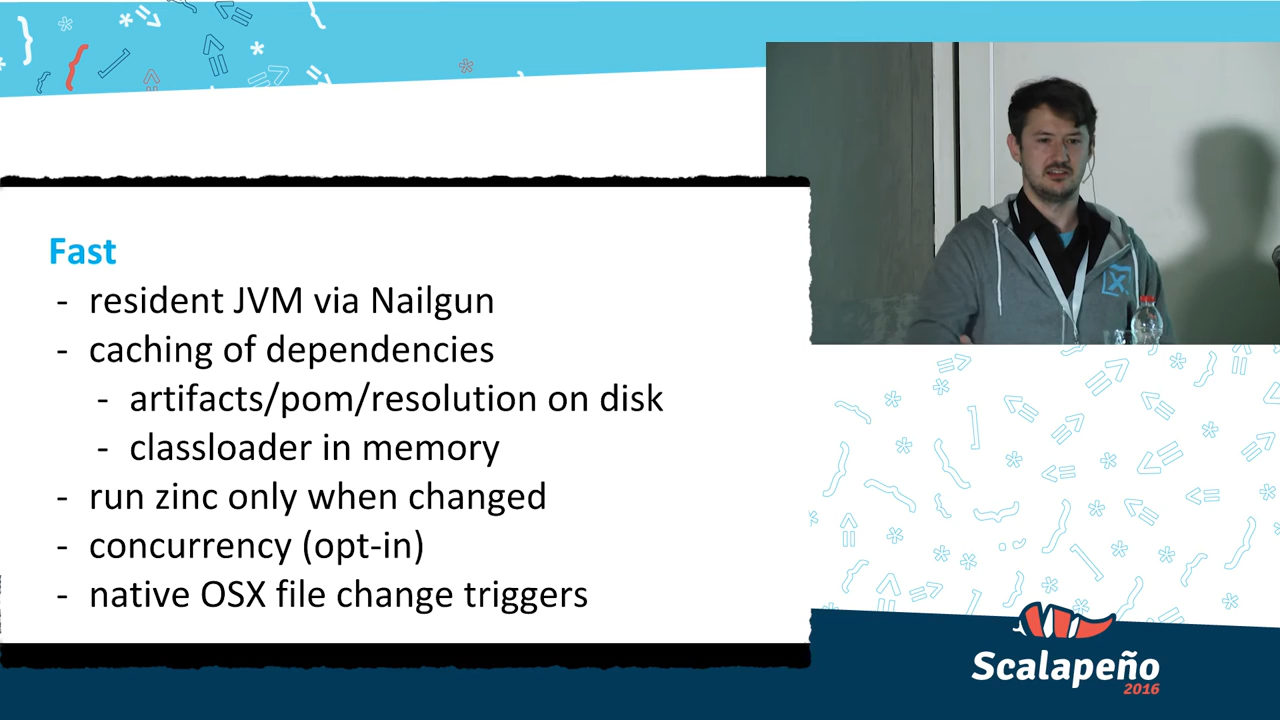 Fast
- resident JVM via Nailgun
- caching of dependencies
- artifacts/pom/resolution on disk
- classloader in memory
- run zinc only when changed
- concurrency (opt-in)
- native OSX file change triggers
Scalapeño
2016